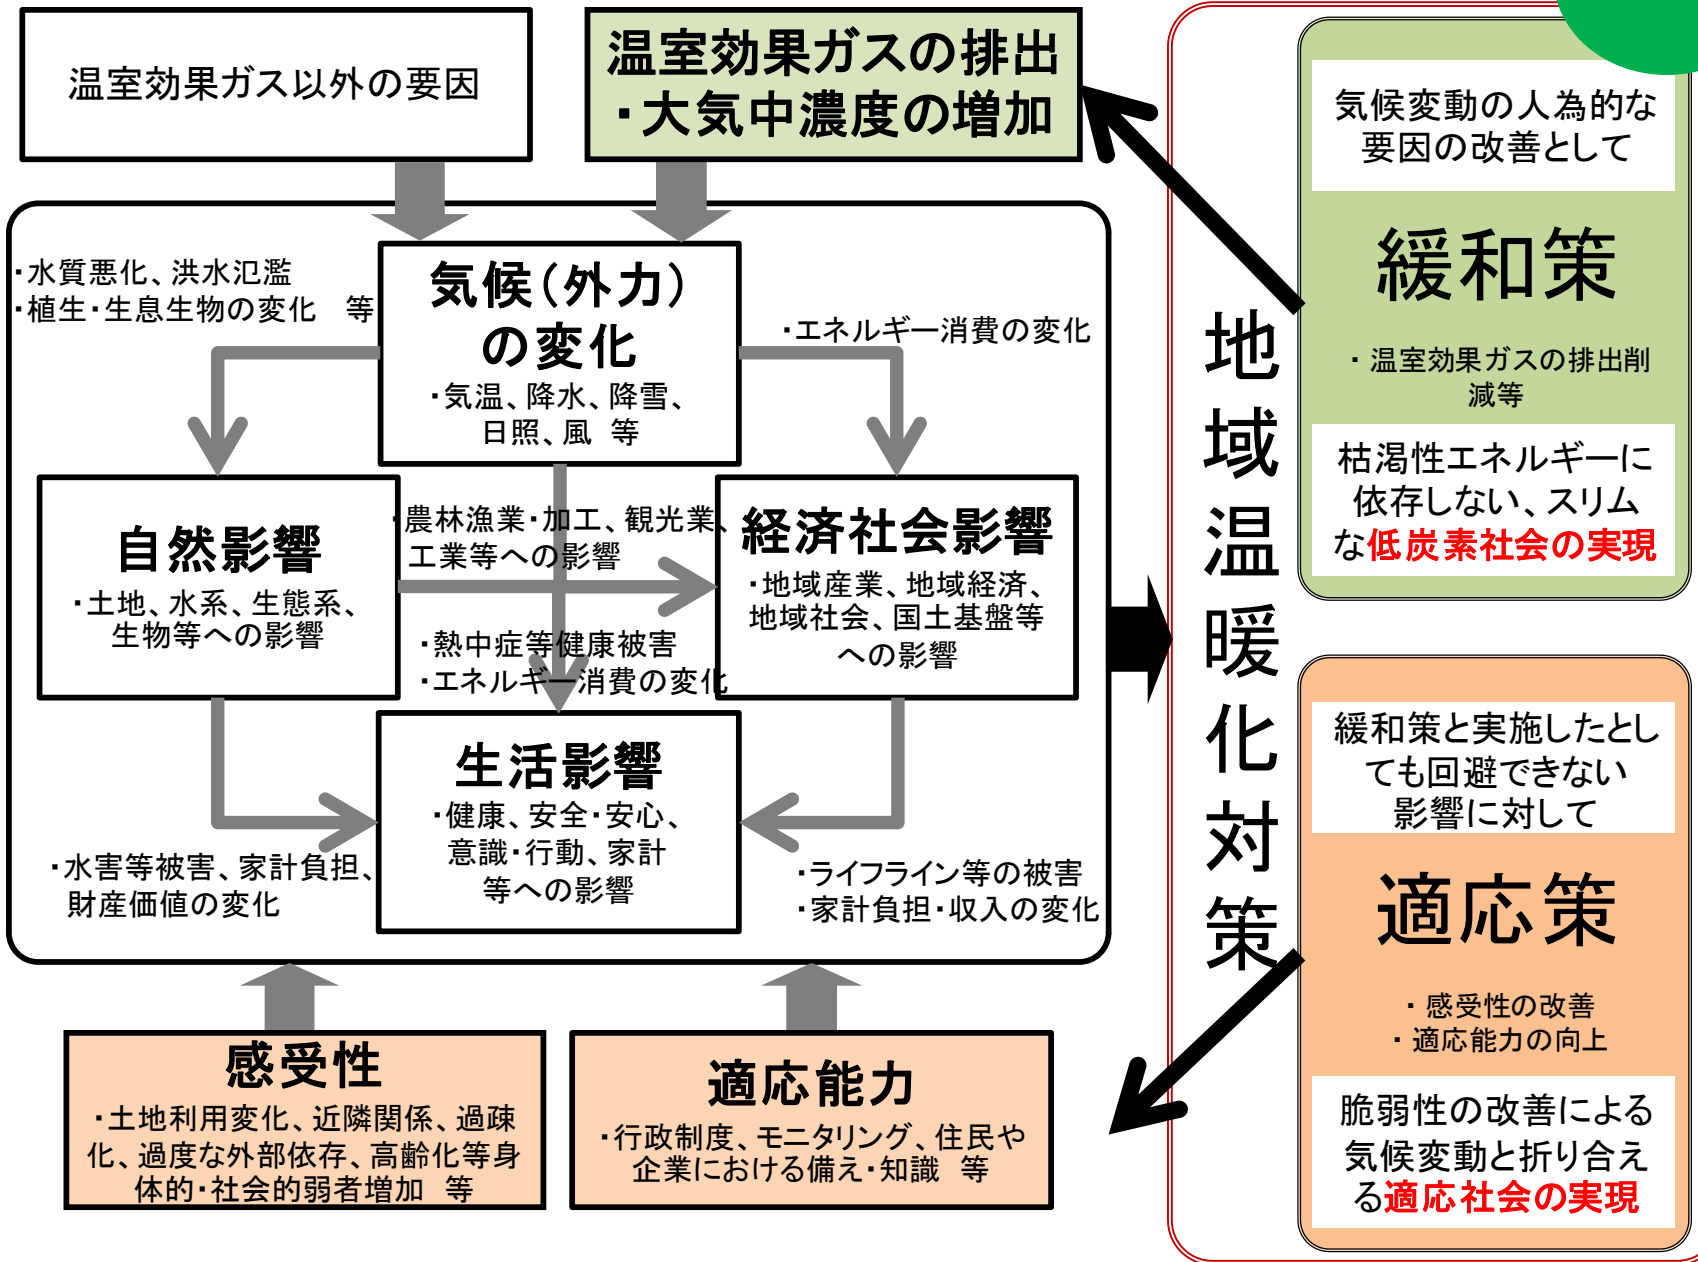 温室効果ガス以外の要因
温室効果ガスの排出
・大気中濃度の増加
・水質悪化、洪水氾濫
・植生・生息生物の変化　等
気候（外力）
の変化
・気温、降水、降雪、
日照、風　等
・エネルギー消費の変化
自然影響
・土地、水系、生態系、
生物等への影響
・農林漁業・加工、観光業、
工業等への影響
経済社会影響
・地域産業、地域経済、
地域社会、国土基盤等
への影響
・熱中症等健康被害
・エネルギー消費の変化
生活影響
・健康、安全・安心、
意識・行動、家計
等への影響
・水害等被害、家計負担、
財産価値の変化
・ライフライン等の被害
・家計負担・収入の変化
感受性
・土地利用変化、近隣関係、過疎
化、過度な外部依存、高齢化等身
体的・社会的弱者増加　等
適応能力
・行政制度、モニタリング、住民や
企業における備え・知識　等
地域温暖化対策
気候変動の人為的な
要因の改善として
緩和策
・温室効果ガスの排出削
減等
枯渇性エネルギーに
依存しない、スリム
な低炭素社会の実現
緩和策と実施したとし
ても回避できない
影響に対して
適応策
・感受性の改善
・適応能力の向上
脆弱性の改善による
気候変動と折り合え
る適応社会の実現